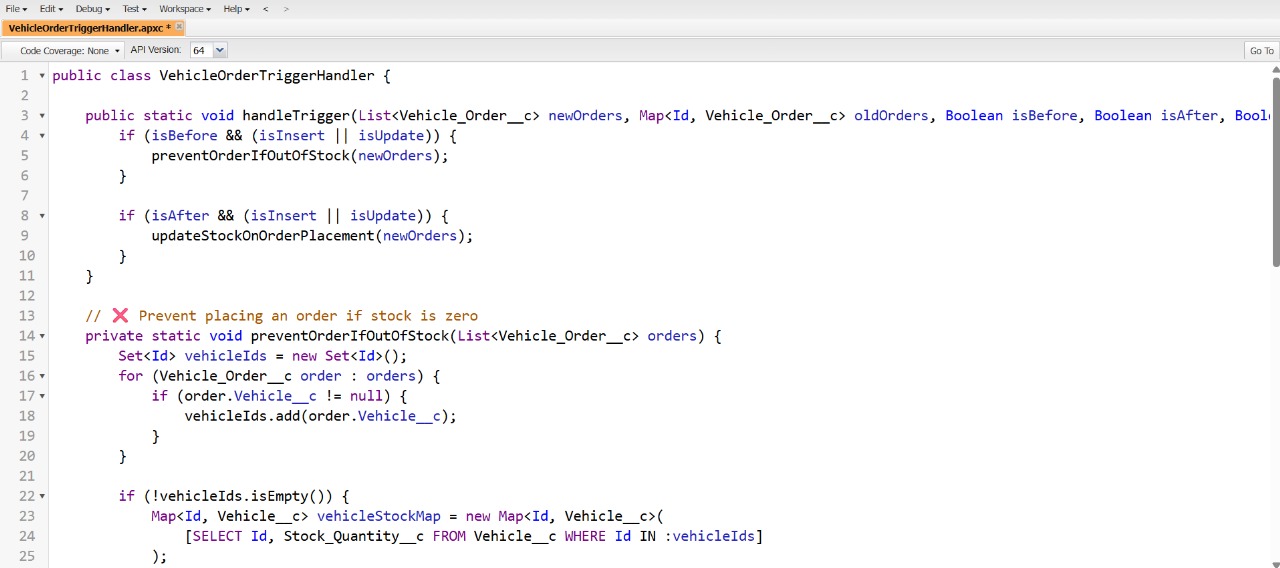 File Edit Debug Test Workspace Help < >
VehicleOrderTriggerHandler.apxc *
Code Coverage: None API Version: 64 Go To
1 public class VehicleOrderTriggerHandler {
2
3 public static void handleTrigger(List<Vehicle_Order__c> newOrders, Map<Id, Vehicle_Order__c> oldOrders, Boolean isBefore, Boolean isAfter, Bool
4 if (isBefore && (isInsert || isUpdate)) {
5 preventOrderIfOutOfStock(newOrders);
6 }
7
8 if (isAfter && (isInsert || isUpdate)) {
9 updateStockOnOrderPlacement(newOrders);
10 }
11 }
12
13 // ❌ Prevent placing an order if stock is zero
14 private static void preventOrderIfOutOfStock(List<Vehicle_Order__c> orders) {
15 Set<Id> vehicleIds = new Set<Id>();
16 for (Vehicle_Order__c order : orders) {
17 if (order.Vehicle__c != null) {
18 vehicleIds.add(order.Vehicle__c);
19 }
20 }
21
22 if (!vehicleIds.isEmpty()) {
23 Map<Id, Vehicle__c> vehicleStockMap = new Map<Id, Vehicle__c>(
24 [SELECT Id, Stock_Quantity__c FROM Vehicle__c WHERE Id IN :vehicleIds]
25 );